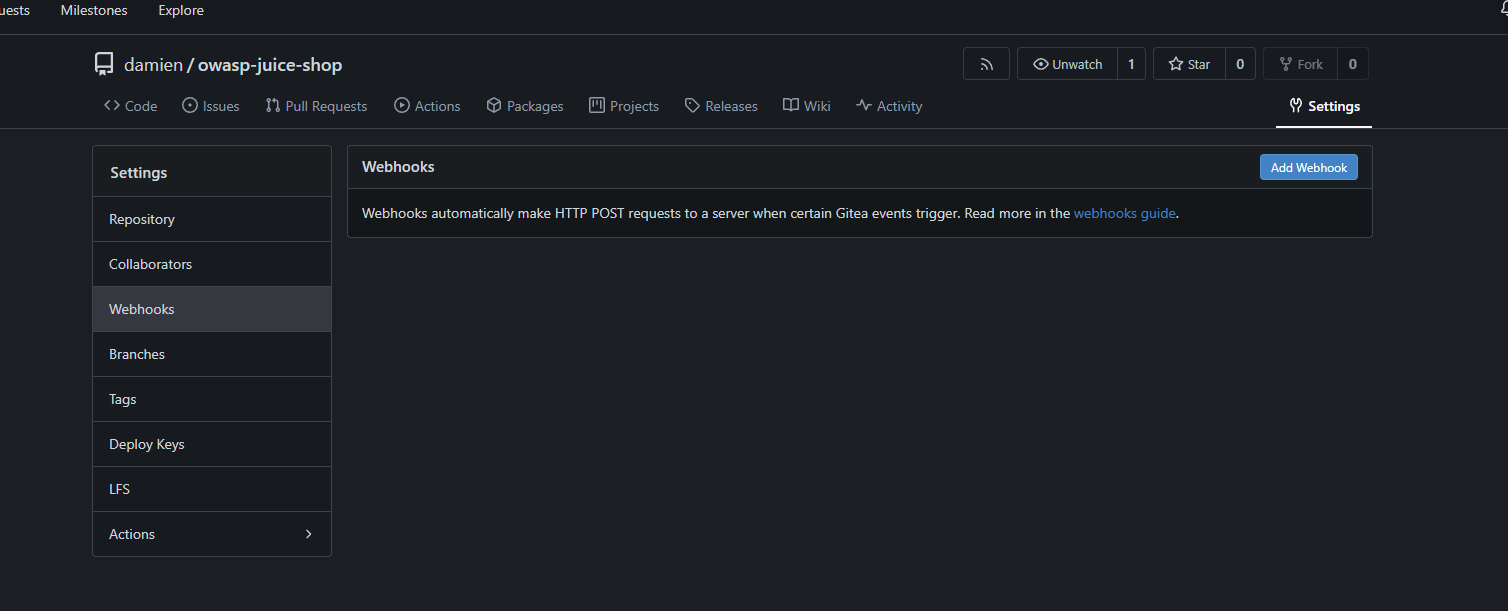 uests Milestones Explore
damien / owasp-juice-shop Unwatch 1 Star 0 Fork 0
Code Issues Pull Requests Actions Packages Projects Releases Wiki Activity Settings
Settings
Repository
Collaborators
Webhooks
Branches
Tags
Deploy Keys
LFS
Actions
Webhooks Add Webhook
Webhooks automatically make HTTP POST requests to a server when certain Gitea events trigger. Read more in the webhooks guide.